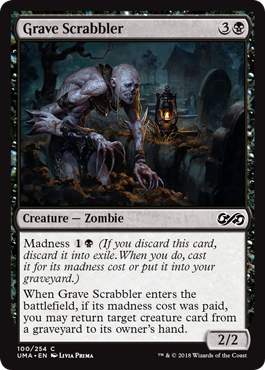 Grave Scrabbler 3
Creature — Zombie
Madness 1 (If you discard this card,
discard it into exile. When you do, cast
it for its madness cost or put it into your
graveyard.)
When Grave Scrabbler enters the
battlefield, if its madness cost was paid,
you may return target creature card from
a graveyard to its owner's hand.
2/2
100/254 C
UMA • EN LIVIA PRIMA
™ & © 2018 Wizards of the Coast